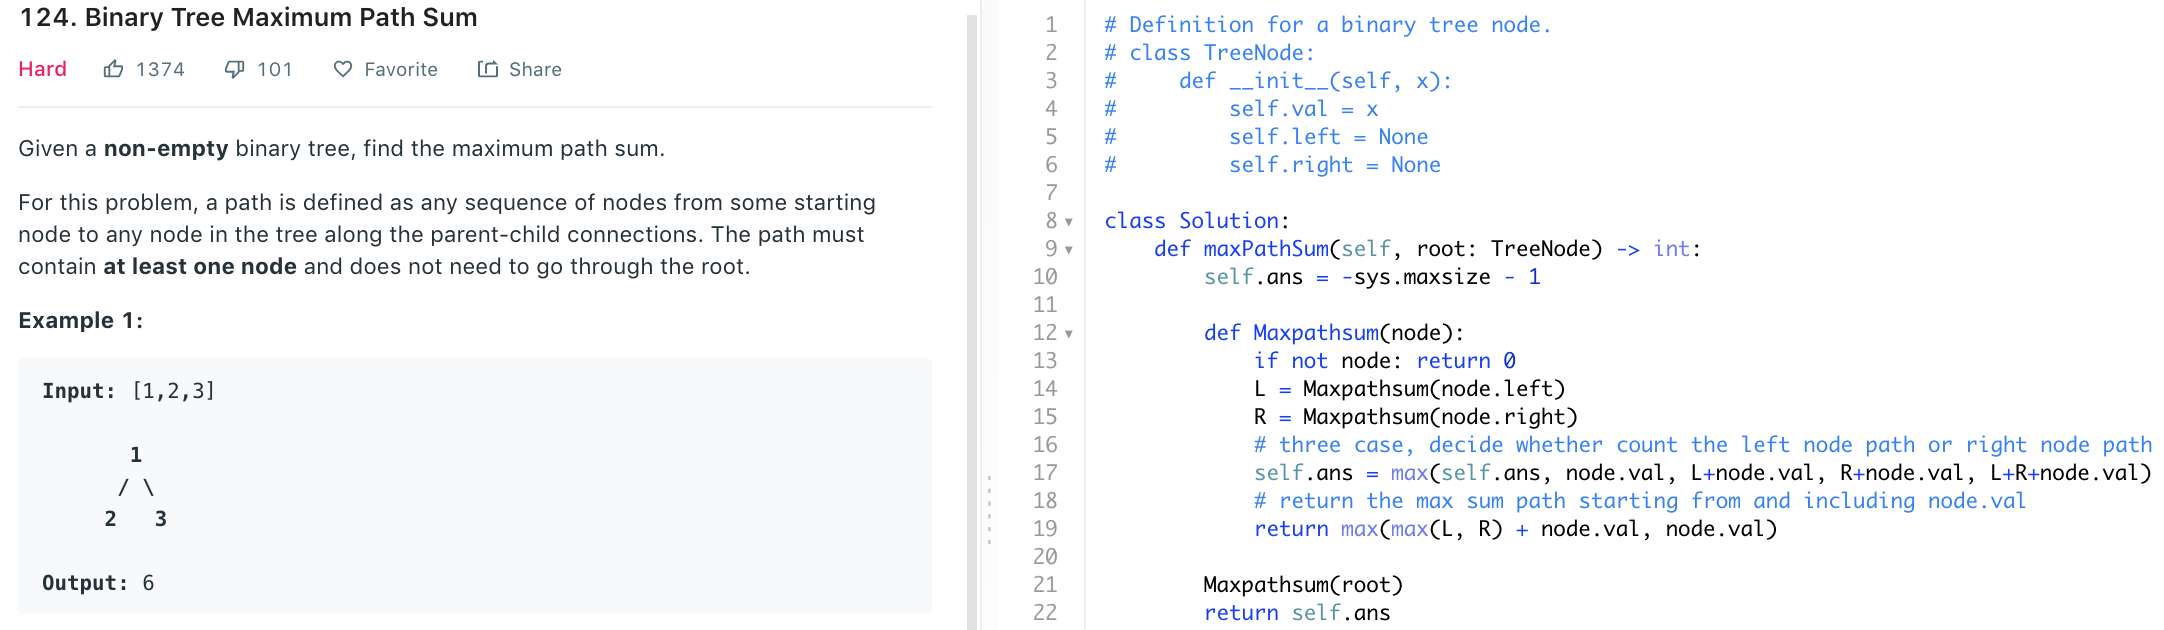 124. Binary Tree Maximum Path Sum
Hard 1374 101 Favorite Share
Given a non-empty binary tree, find the maximum path sum.
For this problem, a path is defined as any sequence of nodes from some starting
node to any node in the tree along the parent-child connections. The path must
contain at least one node and does not need to go through the root.
Example 1:
Input: [1,2,3]
1
/ \
2 3
Output: 6
1 # Definition for a binary tree node.
2 # class TreeNode:
3 #     def __init__(self, x):
4 #         self.val = x
5 #         self.left = None
6 #         self.right = None
7
8 class Solution:
9     def maxPathSum(self, root: TreeNode) -> int:
10         self.ans = -sys.maxsize - 1
11
12         def Maxpathsum(node):
13             if not node: return 0
14             L = Maxpathsum(node.left)
15             R = Maxpathsum(node.right)
16             # three case, decide whether count the left node path or right node path
17             self.ans = max(self.ans, node.val, L+node.val, R+node.val, L+R+node.val)
18             # return the max sum path starting from and including node.val
19             return max(max(L, R) + node.val, node.val)
20
21         Maxpathsum(root)
22         return self.ans